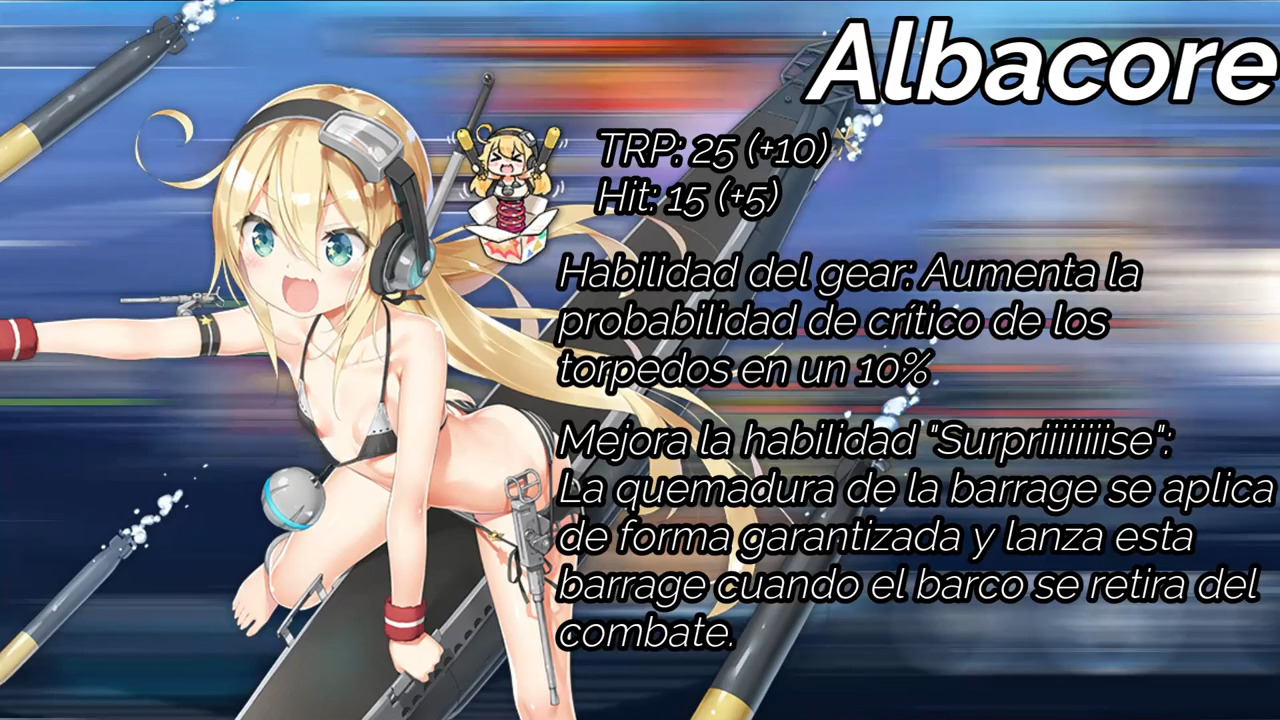 Albacore
TRP: 25 (+10)
Hit: 15 (+5)
Habilidad del gear: Aumenta la
probabilidad de crítico de los
torpedos en un 10%
Mejora la habilidad "Surpriiiiiiiise":
La quemadura de la barrage se aplica
de forma garantizada y lanza esta
barrage cuando el barco se retira del
combate.